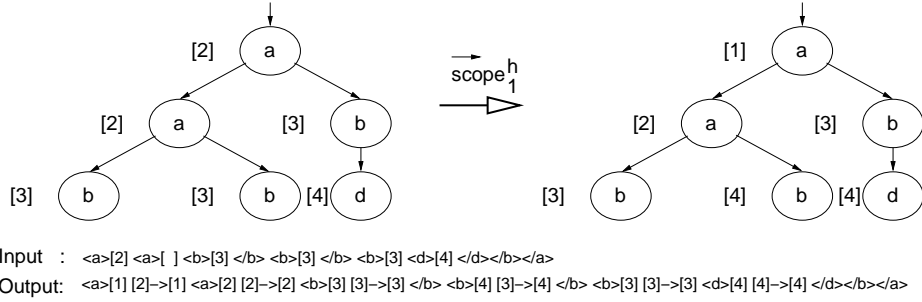 [2] a [1] a
scope h 1
[2] a [3] b [2] a [3] b
[3] b [3] b [4] d [3] b [4] b [4] d
Input : <a>[2] <a>[ ] <b>[3] </b> <b>[3] </b> <b>[3] <d>[4] </d></b></a>
Output: <a>[1] [2]–>[1] <a>[2] [2]–>[2] <b>[3] [3]–>[3] </b> <b>[4] [3]–>[4] </b> <b>[3] [3]–>[3] <d>[4] [4]–>[4] </d></b></a>